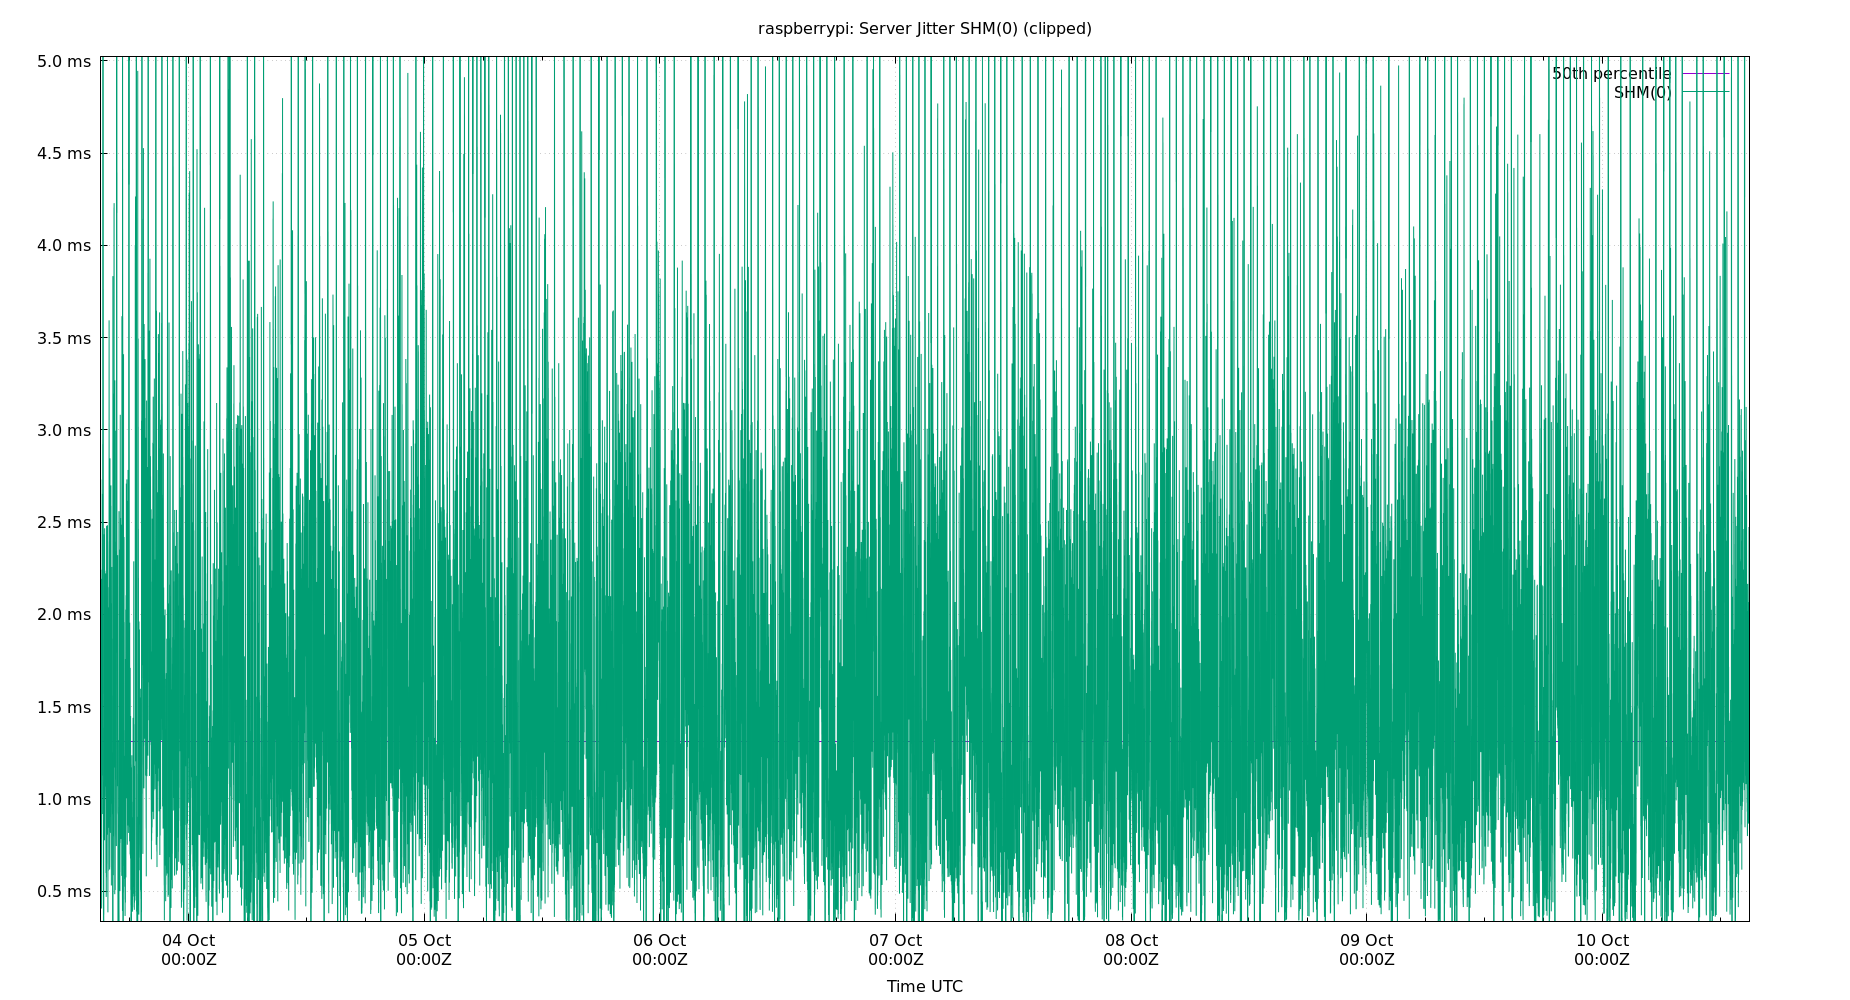 raspberrypi: Server Jitter SHM(0) (clipped)
5.0 ms
50th percentile
SHM(0)
4.5 ms
4.0 ms
3.5 ms
3.0 ms
2.5 ms
2.0 ms
1.5 ms
1.0 ms
0.5 ms
04 Oct 05 Oct 06 Oct 07 Oct 08 Oct 09 Oct 10 Oct
00:00Z 00:00Z 00:00Z 00:00Z 00:00Z 00:00Z 00:00Z
Time UTC